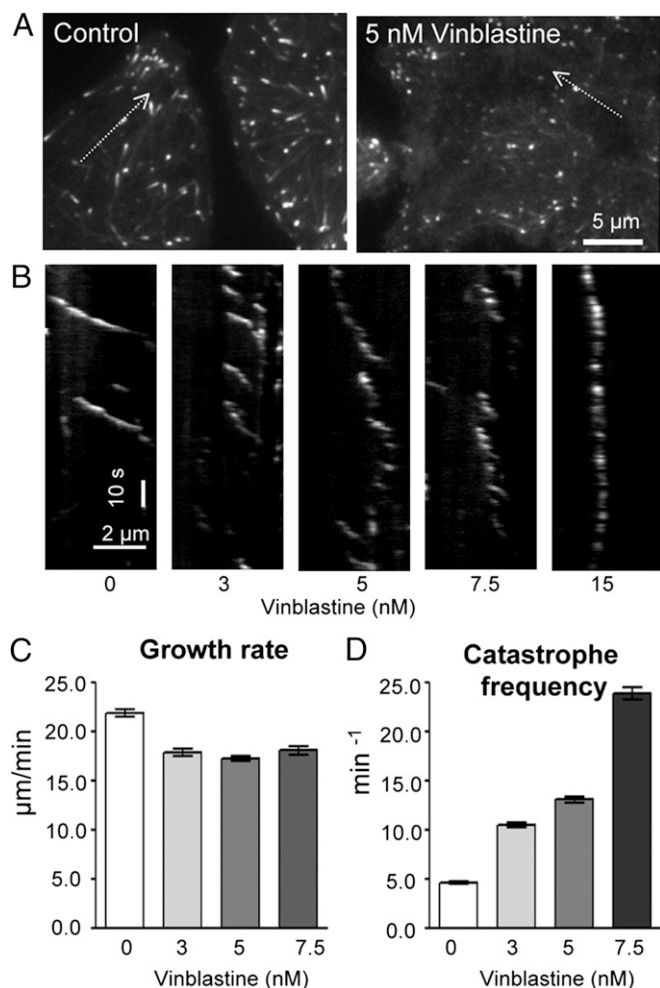 A
Control
5 nM Vinblastine
5 µm
B
10 s
2 µm
0 3 5 7.5 15
Vinblastine (nM)
C
Growth rate
25.0
20.0
15.0
10.0
5.0
0.0
µm/min
0 3 5 7.5
Vinblastine (nM)
D
Catastrophe
frequency
25.0
20.0
15.0
10.0
5.0
0.0
min -1
0 3 5 7.5
Vinblastine (nM)